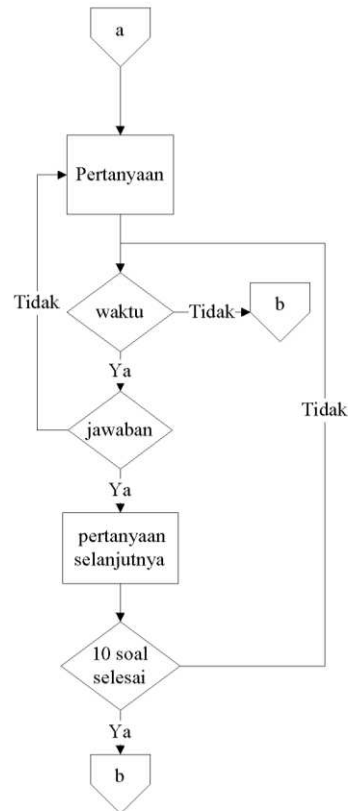 a
Pertanyaan
waktu
Tidak
b
Tidak
Tidak
Ya
jawaban
Ya
pertanyaan
selanjutnya
10 soal
selesai
Ya
b